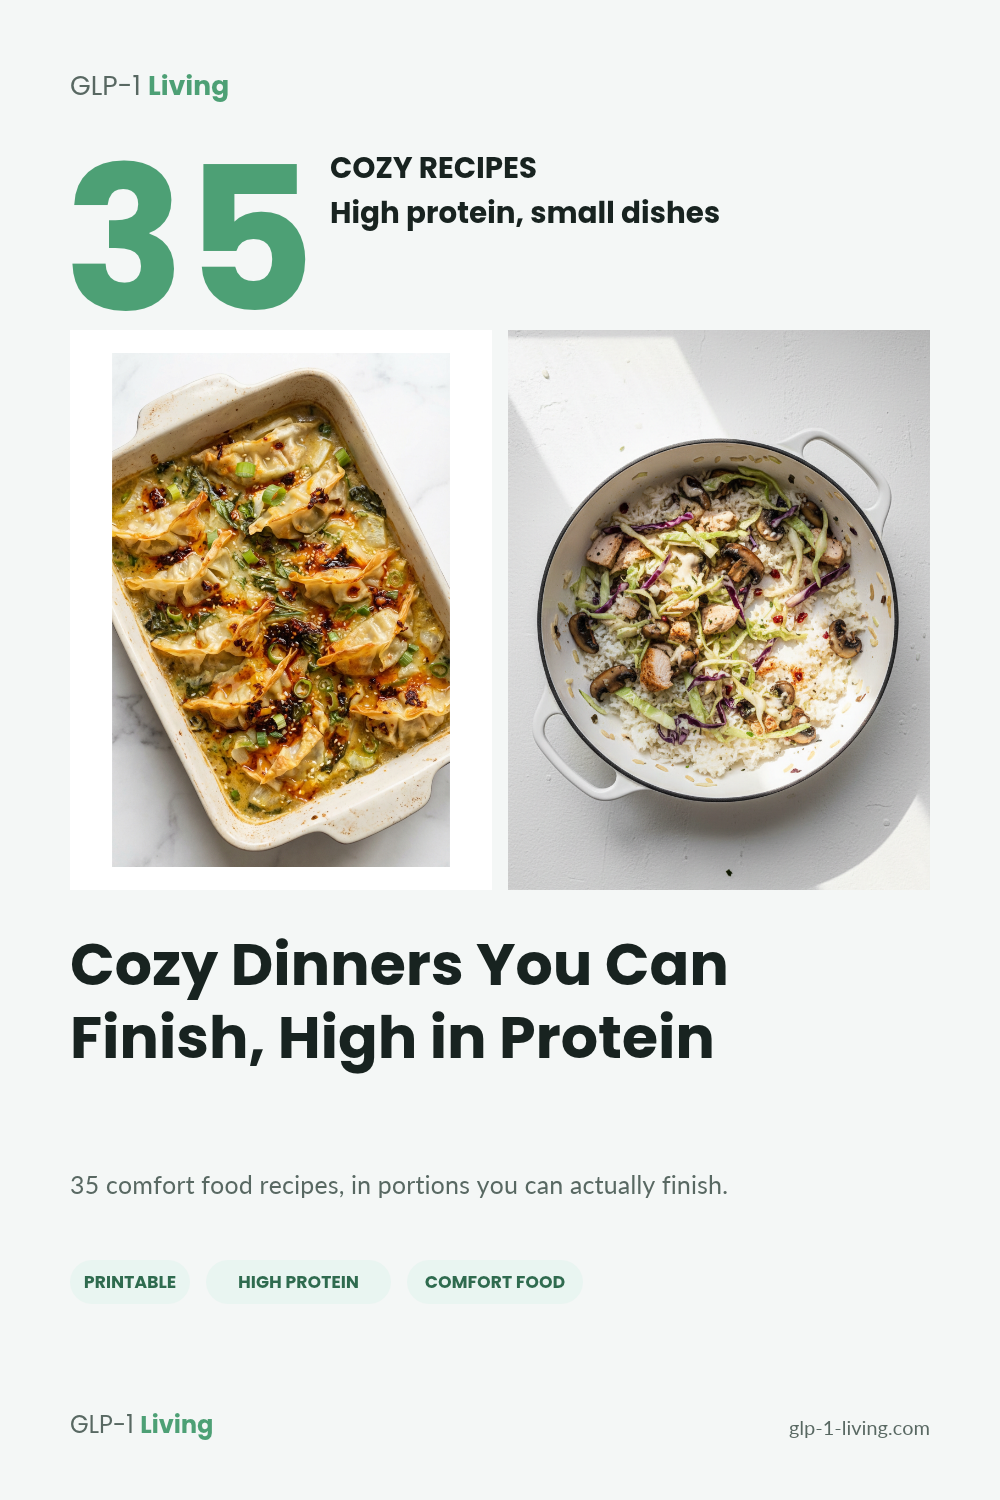 GLP-1 Living
35
COZY RECIPES
High protein, small dishes
Cozy Dinners You Can
Finish, High in Protein
35 comfort food recipes, in portions you can actually finish.
PRINTABLE
HIGH PROTEIN
COMFORT FOOD
GLP-1 Living
glp-1-living.com